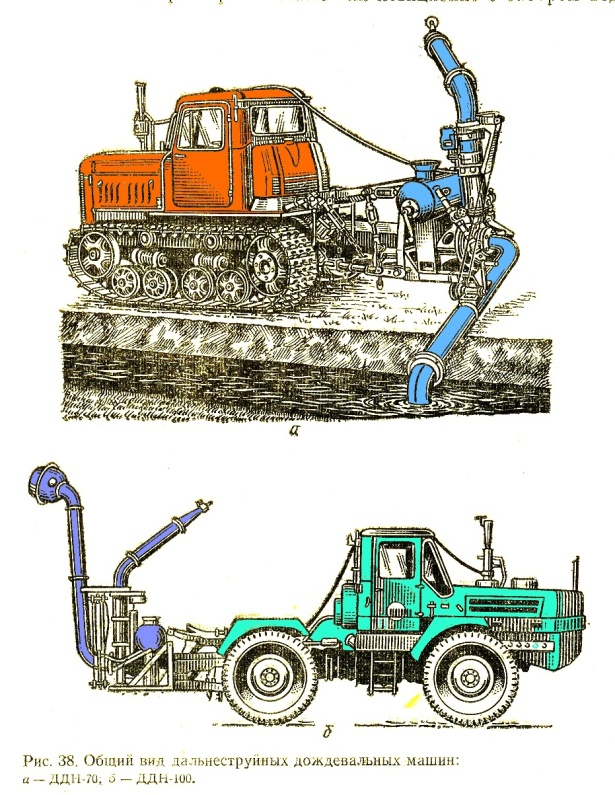 а
б
Рис. 38. Общий вид дальнеструйных дождевальных машин:
а — ДДН-70; б — ДДН-100.